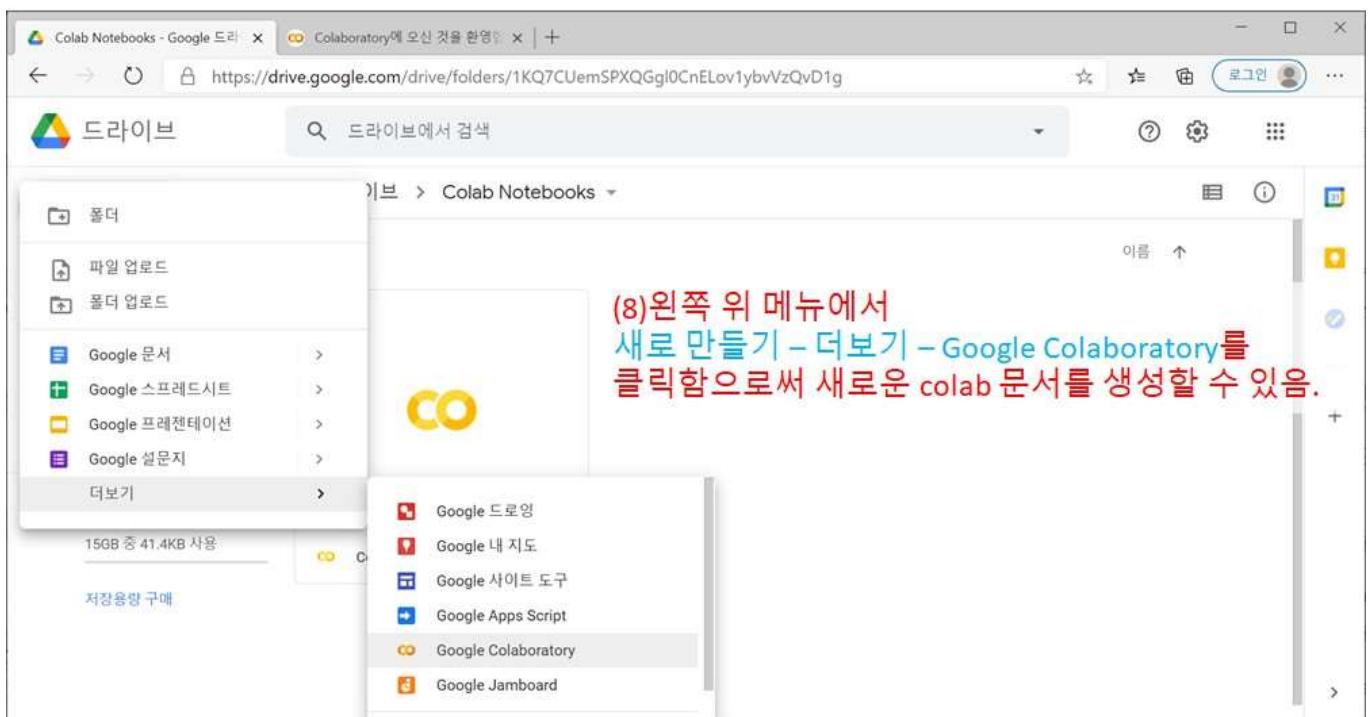 Colab Notebooks - Google 드라
Colaboratory에 오신 것을 환영합
https://drive.google.com/drive/folders/1KQ7CUemSPXQGgl0CnELov1ybvVzQvD1g
로그인
드라이브
드라이브에서 검색
이브 > Colab Notebooks
폴더
이름
파일 업로드
폴더 업로드
(8)왼쪽 위 메뉴에서
새로 만들기 – 더보기 – Google Colaboratory를
클릭함으로써 새로운 colab 문서를 생성할 수 있음.
Google 문서
Google 스프레드시트
Google 프레젠테이션
Google 설문지
더보기
Google 드로잉
Google 내 지도
Google 사이트 도구
Google Apps Script
Google Colaboratory
Google Jamboard
15GB 중 41.4KB 사용
저장용량 구매